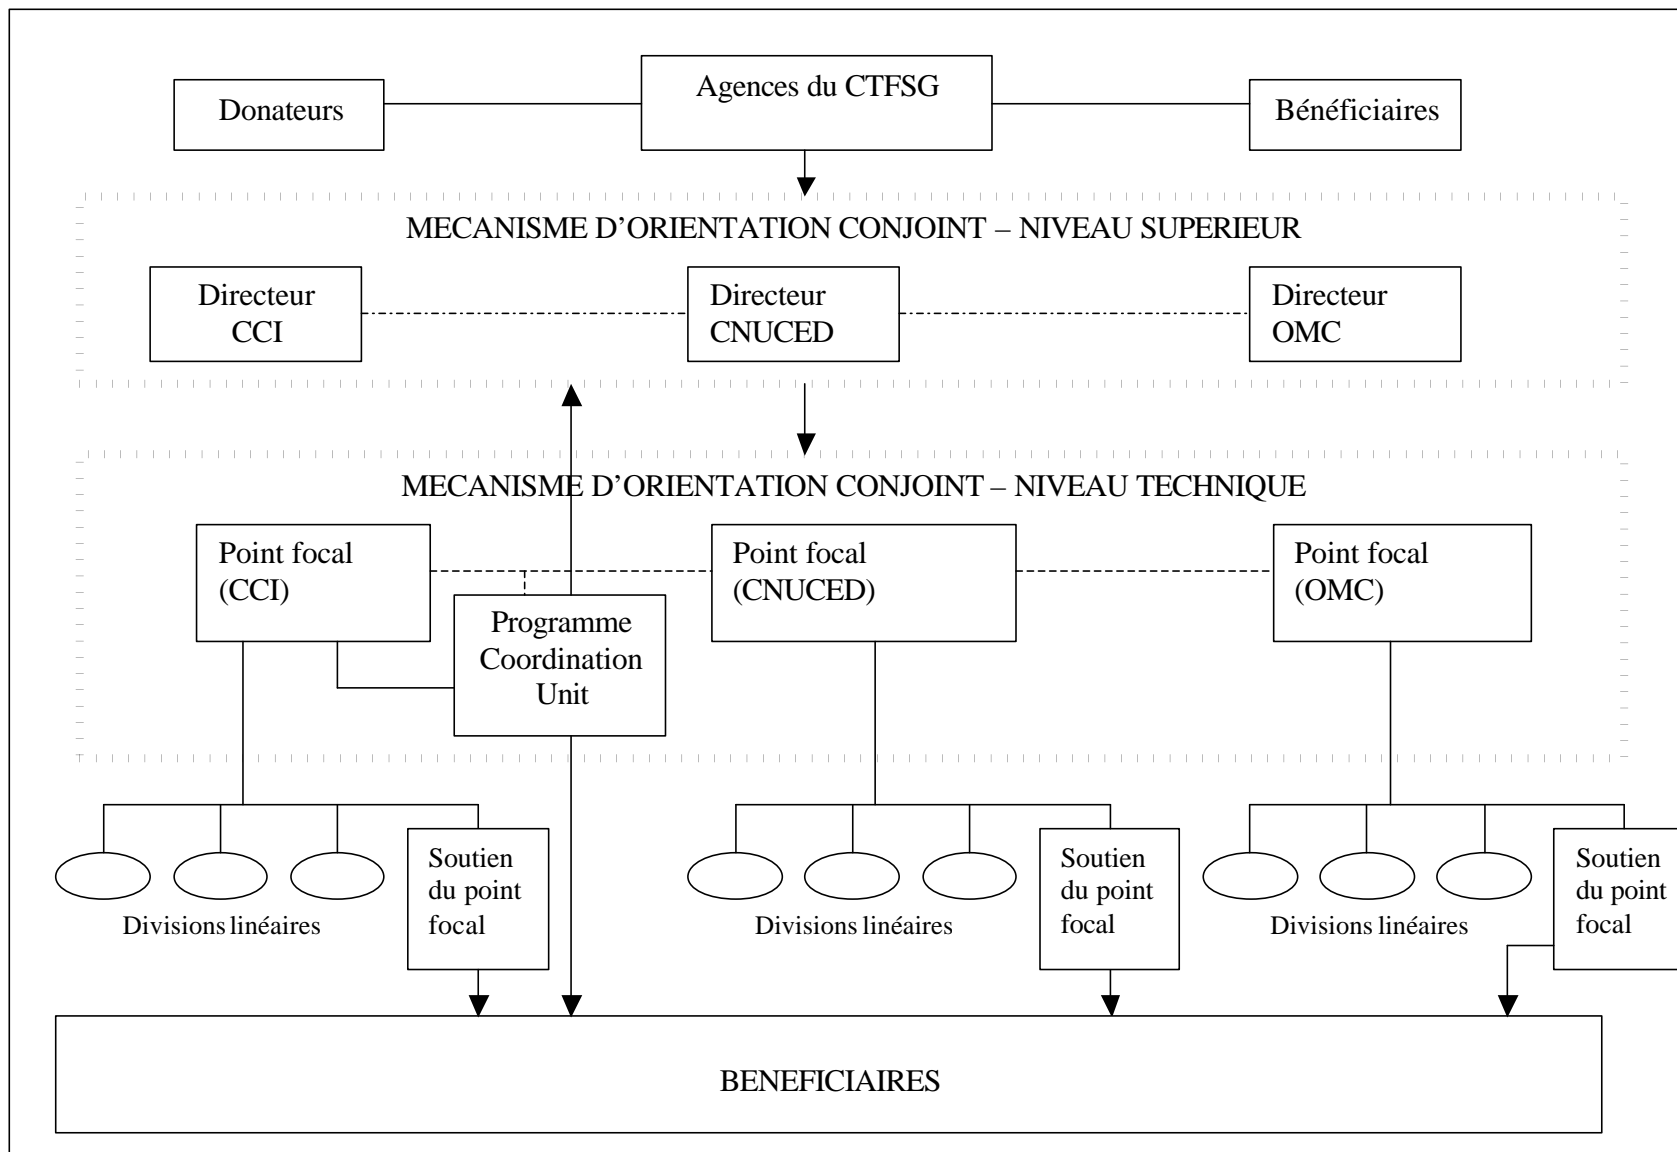 Agences du CTFSG
Donateurs
Bénéficiaires
MECANISME D’ORIENTATION CONJOINT – NIVEAU SUPERIEUR
Directeur
CCI
Directeur
CNUCED
Directeur
OMC
MECANISME D’ORIENTATION CONJOINT – NIVEAU TECHNIQUE
Point focal
(CCI)
Point focal
(CNUCED)
Point focal
(OMC)
Programme
Coordination
Unit
Soutien
du point
focal
Divisions linéaires
Soutien
du point
focal
Divisions linéaires
Soutien
du point
focal
Divisions linéaires
BENEFICIAIRES